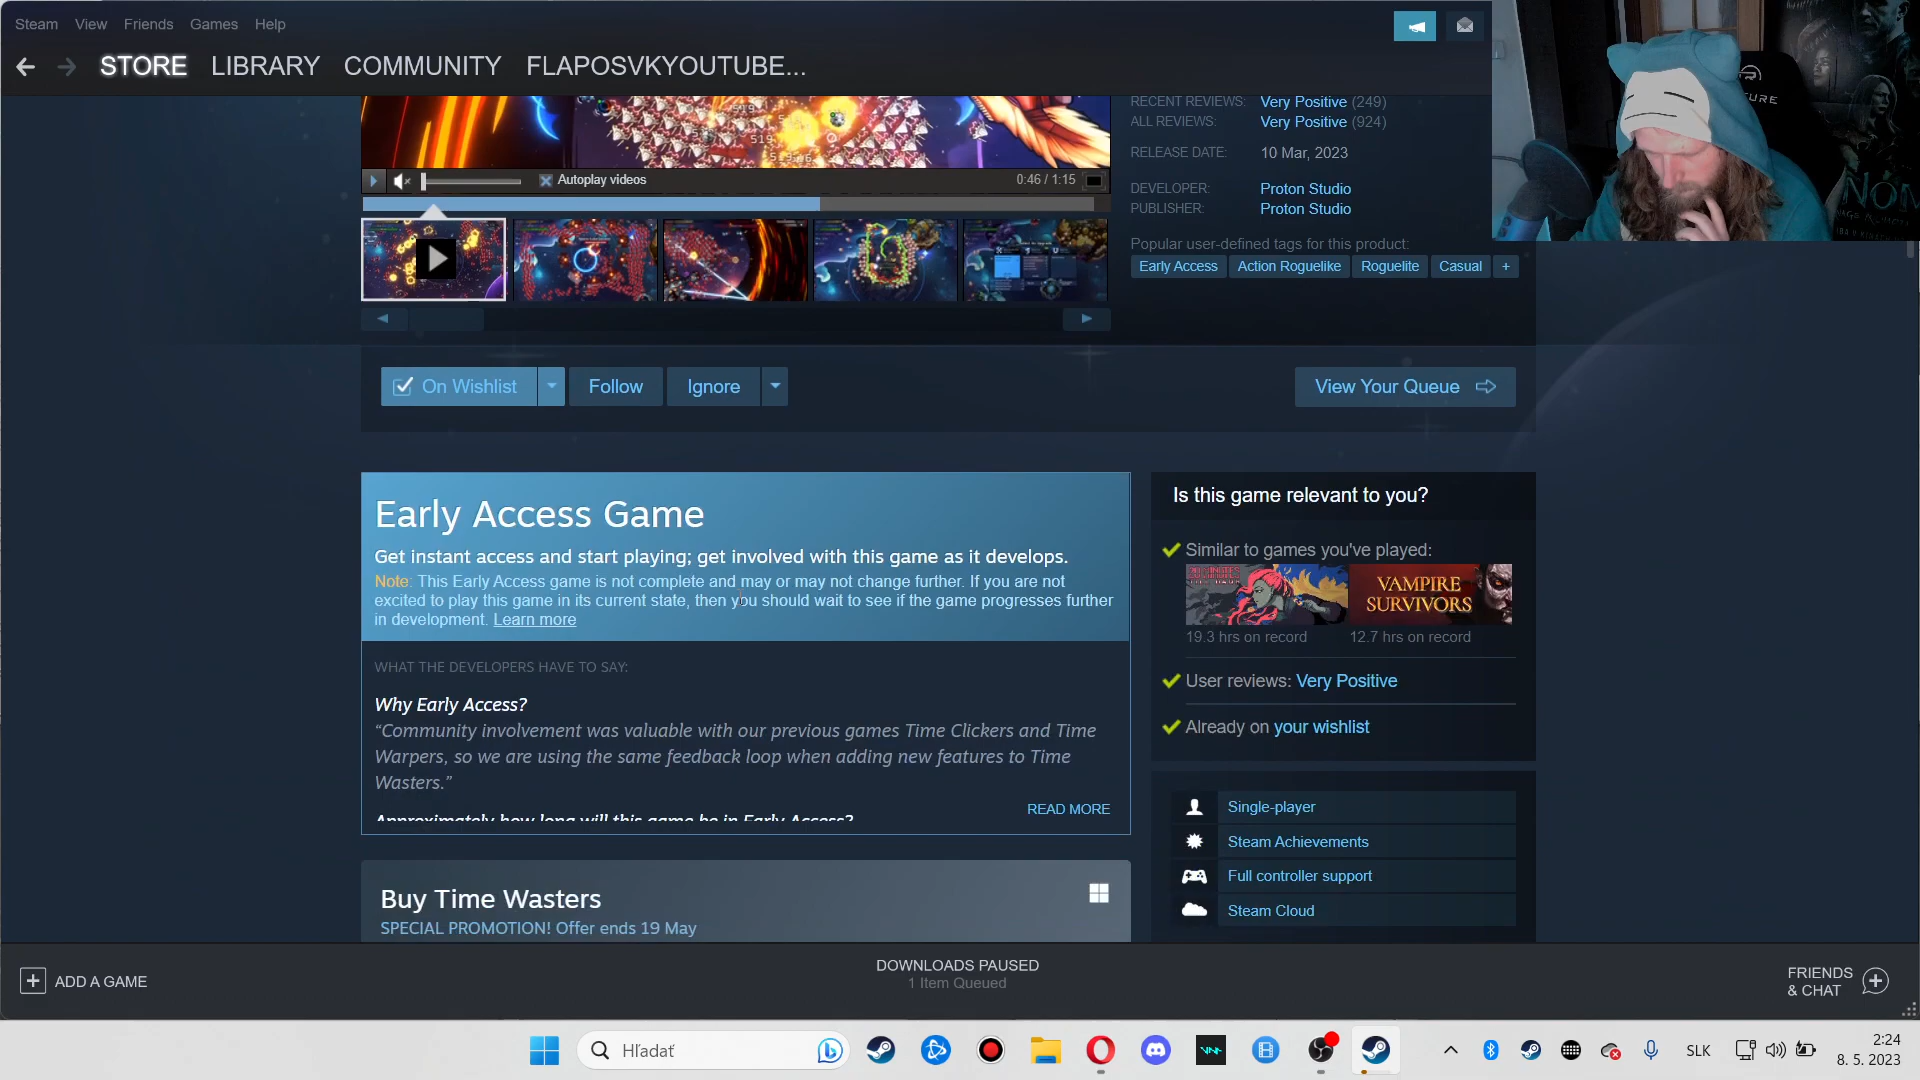 Steam View Friends Games Help
STORE LIBRARY COMMUNITY FLAPOSVKYOUTUBE...
RECENT REVIEWS: Very Positive (249)
ALL REVIEWS: Very Positive (924)
RELEASE DATE: 10 Mar, 2023
DEVELOPER: Proton Studio
PUBLISHER: Proton Studio
Autoplay videos 0:46 / 1:15
Popular user-defined tags for this product:
Early Access Action Roguelike Roguelite Casual +
On Wishlist Follow Ignore View Your Queue
Early Access Game
Get instant access and start playing; get involved with this game as it develops.
Note: This Early Access game is not complete and may or may not change further. If you are not
excited to play this game in its current state, then you should wait to see if the game progresses further
in development. Learn more
WHAT THE DEVELOPERS HAVE TO SAY:
Why Early Access?
“Community involvement was valuable with our previous games Time Clickers and Time
Warpers, so we are using the same feedback loop when adding new features to Time
Wasters.”
Approximately how long will this game be in Early Access?
READ MORE
Buy Time Wasters
SPECIAL PROMOTION! Offer ends 19 May
Is this game relevant to you?
Similar to games you've played:
VAMPIRE
SURVIVORS
19.3 hrs on record 12.7 hrs on record
User reviews: Very Positive
Already on your wishlist
Single-player
Steam Achievements
Full controller support
Steam Cloud
ADD A GAME
DOWNLOADS PAUSED
1 Item Queued
FRIENDS
& CHAT
Hľadať
SLK
2:24
8. 5. 2023